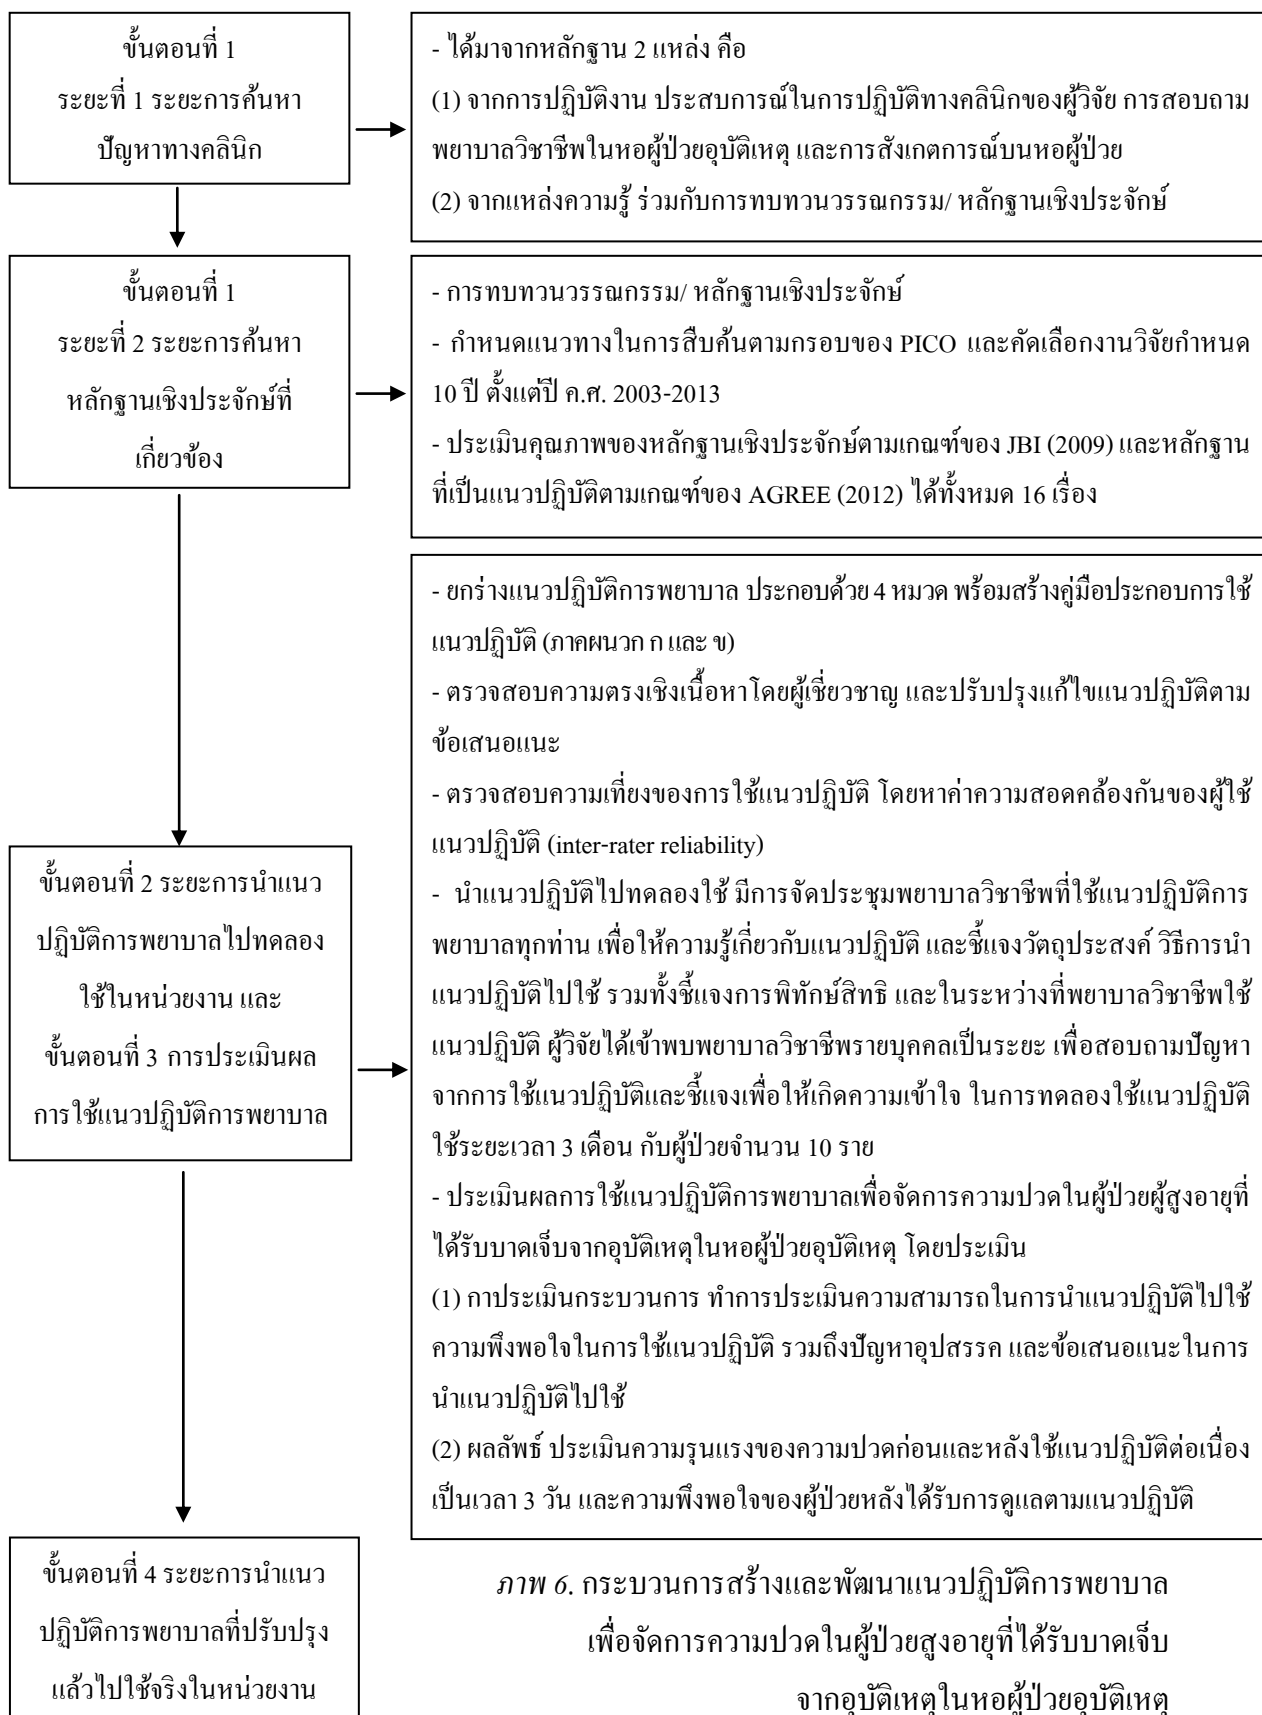 ขั้นตอนที่ 1
ระยะที่ 1 ระยะการค้นหา
ปัญหาทางคลินิก
- ได้มาจากหลักฐาน 2 แหล่ง คือ
(1) จากการปฏิบัติงาน ประสบการณ์ในการปฏิบัติทางคลินิกของผู้วิจัย การสอบถาม
พยาบาลวิชาชีพในหอผู้ป่วยอุบัติเหตุ และการสังเกตการณ์บนหอผู้ป่วย
(2) จากแหล่งความรู้ ร่วมกับการทบทวนวรรณกรรม/ หลักฐานเชิงประจักษ์
ขั้นตอนที่ 1
ระยะที่ 2 ระยะการค้นหา
หลักฐานเชิงประจักษ์ที่
เกี่ยวข้อง
- การทบทวนวรรณกรรม/ หลักฐานเชิงประจักษ์
- กำหนดแนวทางในการสืบค้นตามกรอบของ PICO และคัดเลือกงานวิจัยกำหนด
10 ปี ตั้งแต่ปี ค.ศ. 2003-2013
- ประเมินคุณภาพของหลักฐานเชิงประจักษ์ตามเกณฑ์ของ JBI (2009) และหลักฐาน
ที่เป็นแนวปฏิบัติตามเกณฑ์ของ AGREE (2012) ได้ทั้งหมด 16 เรื่อง
ขั้นตอนที่ 2 ระยะการนำแนว
ปฏิบัติการพยาบาลไปทดลอง
ใช้ในหน่วยงาน และ
ขั้นตอนที่ 3 การประเมินผล
การใช้แนวปฏิบัติการพยาบาล
- ยกร่างแนวปฏิบัติการพยาบาล ประกอบด้วย 4 หมวด พร้อมสร้างคู่มือประกอบการใช้
แนวปฏิบัติ (ภาคผนวก ก และ ข)
- ตรวจสอบความตรงเชิงเนื้อหาโดยผู้เชี่ยวชาญ และปรับปรุงแก้ไขแนวปฏิบัติตาม
ข้อเสนอแนะ
- ตรวจสอบความเที่ยงของการใช้แนวปฏิบัติ โดยหาค่าความสอดคล้องกันของผู้ใช้
แนวปฏิบัติ (inter-rater reliability)
- นำแนวปฏิบัติไปทดลองใช้ มีการจัดประชุมพยาบาลวิชาชีพที่ใช้แนวปฏิบัติการ
พยาบาลทุกท่าน เพื่อให้ความรู้เกี่ยวกับแนวปฏิบัติ และชี้แจงวัตถุประสงค์ วิธีการนำ
แนวปฏิบัติไปใช้ รวมทั้งชี้แจงการพิทักษ์สิทธิ และในระหว่างที่พยาบาลวิชาชีพใช้
แนวปฏิบัติ ผู้วิจัยได้เข้าพบพยาบาลวิชาชีพรายบุคคลเป็นระยะ เพื่อสอบถามปัญหา
จากการใช้แนวปฏิบัติและชี้แจงเพื่อให้เกิดความเข้าใจ ในการทดลองใช้แนวปฏิบัติ
ใช้ระยะเวลา 3 เดือน กับผู้ป่วยจำนวน 10 ราย
- ประเมินผลการใช้แนวปฏิบัติการพยาบาลเพื่อจัดการความปวดในผู้ป่วยผู้สูงอายุที่
ได้รับบาดเจ็บจากอุบัติเหตุในหอผู้ป่วยอุบัติเหตุ โดยประเมิน
(1) กาประเมินกระบวนการ ทำการประเมินความสามารถในการนำแนวปฏิบัติไปใช้
ความพึงพอใจในการใช้แนวปฏิบัติ รวมถึงปัญหาอุปสรรค และข้อเสนอแนะในการ
นำแนวปฏิบัติไปใช้
(2) ผลลัพธ์ ประเมินความรุนแรงของความปวดก่อนและหลังใช้แนวปฏิบัติต่อเนื่อง
เป็นเวลา 3 วัน และความพึงพอใจของผู้ป่วยหลังได้รับการดูแลตามแนวปฏิบัติ
ขั้นตอนที่ 4 ระยะการนำแนว
ปฏิบัติการพยาบาลที่ปรับปรุง
แล้วไปใช้จริงในหน่วยงาน
ภาพ 6. กระบวนการสร้างและพัฒนาแนวปฏิบัติการพยาบาล
เพื่อจัดการความปวดในผู้ป่วยสูงอายุที่ได้รับบาดเจ็บ
จากอุบัติเหตุในหอผู้ป่วยอุบัติเหตุ